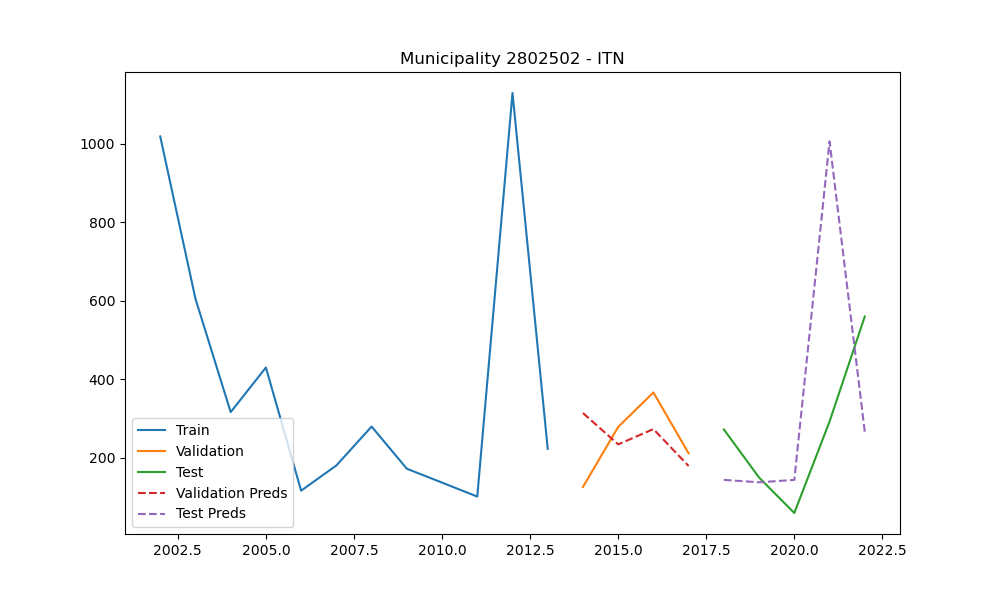 Municipality 2802502 - ITN
1000
800
600
400
200
Train
Validation
Test
Validation Preds
Test Preds
2002.5 2005.0 2007.5 2010.0 2012.5 2015.0 2017.5 2020.0 2022.5